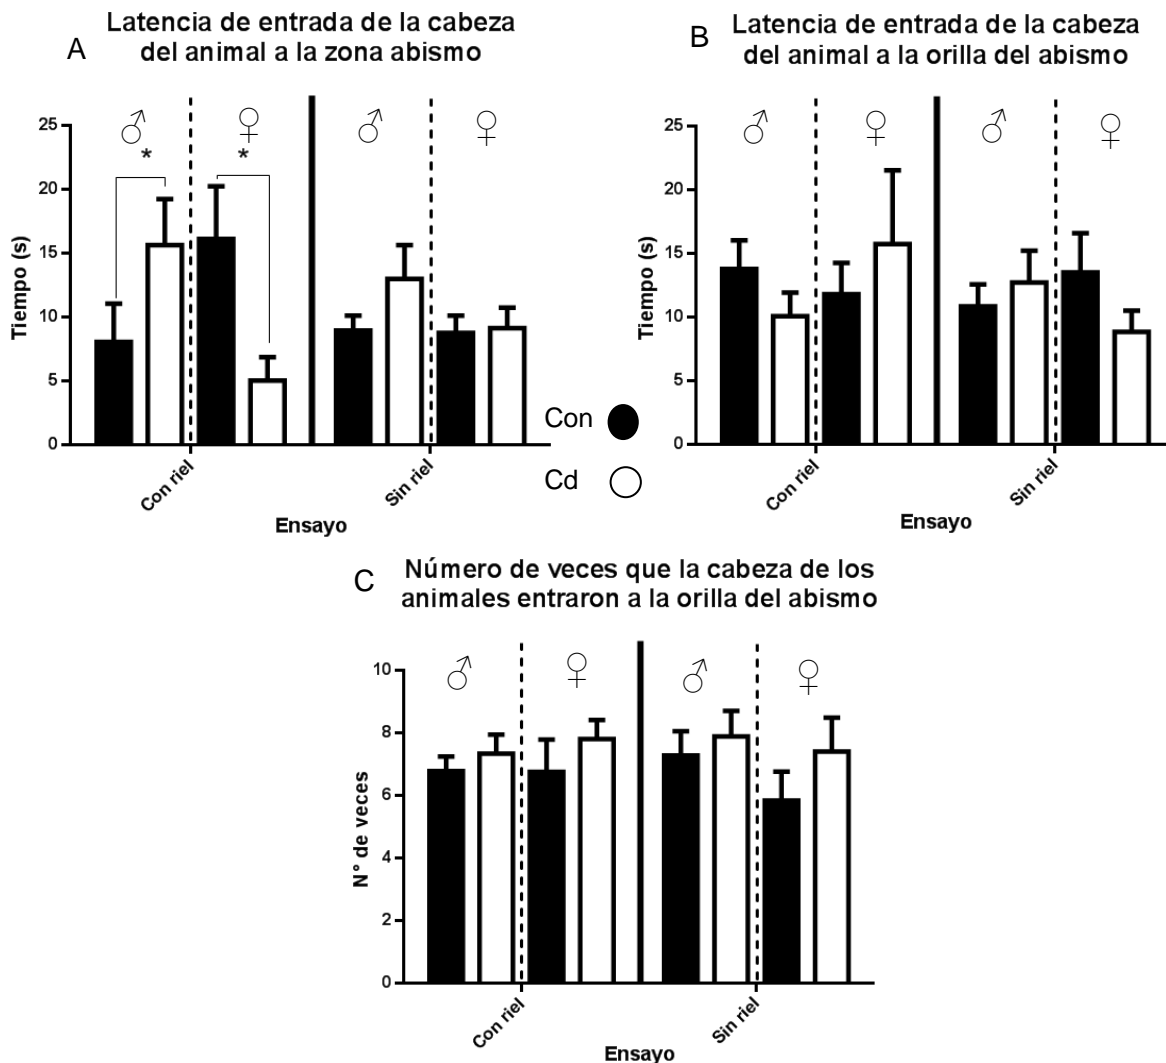 A
Latencia de entrada de la cabeza
del animal a la zona abismo
♂ ♀ ♂ ♀
* *
25
20
15
10
5
0
Tiempo (s)
Con riel
Sin riel
Ensayo
Con
Cd
B
Latencia de entrada de la cabeza
del animal a la orilla del abismo
♂ ♀ ♂ ♀
25
20
15
10
5
0
Tiempo (s)
Con riel
Sin riel
Ensayo
C
Número de veces que la cabeza de los
animales entraron a la orilla del abismo
♂ ♀ ♂ ♀
10
8
6
4
2
0
N° de veces
Con riel
Sin riel
Ensayo